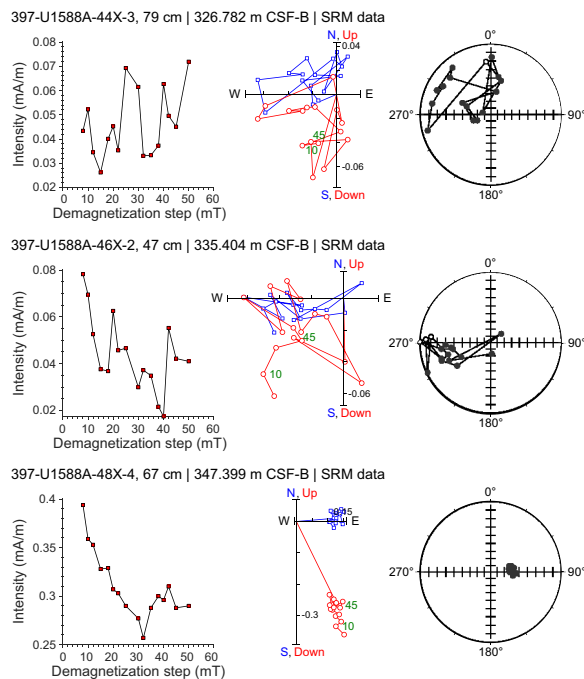 397-U1588A-44X-3, 79 cm | 326.782 m CSF-B | SRM data
0.08
0.07
0.06
0.05
0.04
0.03
0.02
Intensity (mA/m)
0 10 20 30 40 50 60
Demagnetization step (mT)
N, Up
0.04
W E
45
10
-0.06
S, Down
0°
270° 90°
180°
397-U1588A-46X-2, 47 cm | 335.404 m CSF-B | SRM data
0.08
0.06
0.04
0.02
Intensity (mA/m)
0 10 20 30 40 50 60
Demagnetization step (mT)
N, Up
W E
45
10
-0.06
S, Down
0°
270° 90°
180°
397-U1588A-48X-4, 67 cm | 347.399 m CSF-B | SRM data
0.4
0.35
0.3
0.25
Intensity (mA/m)
0 10 20 30 40 50 60
Demagnetization step (mT)
N, Up
W E
45
10
-0.3
S, Down
0°
270° 90°
180°